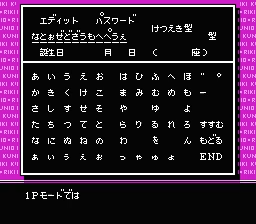 エディット パスワード けつえき型
なとぉぜどざうもへぺうぇ 型
誕生日 月 日 ( 座)
あ い う え お は ひ ふ へ ほ ゛ ゜
か き く け こ ま み む め も ー
さ し す せ そ や ゆ よ
た ち つ て と ら り る れ ろ すすむ
な に ぬ ね の わ を ん もどる
ぁ ぃ ぅ ぇ ぉ っ ゃ ゅ ょ END
1Pモードでは